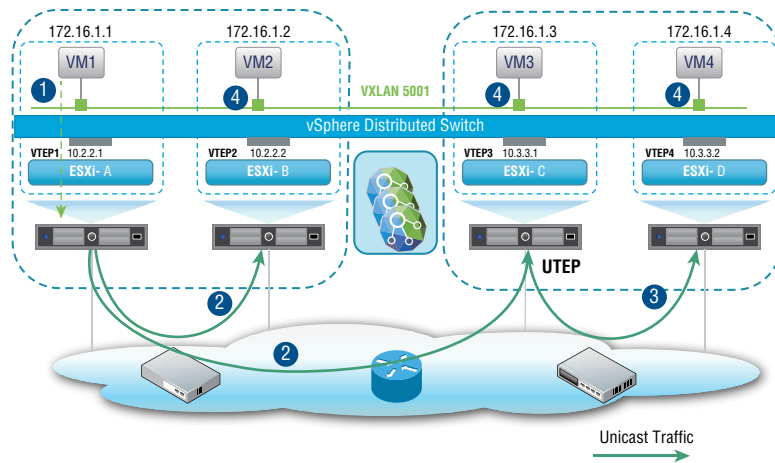 172.16.1.1
172.16.1.2
172.16.1.3
172.16.1.4
VM1
VM2
VM3
VM4
1
4
4
4
VXLAN 5001
vSphere Distributed Switch
VTEP1 10.2.2.1
VTEP2 10.2.2.2
VTEP3 10.3.3.1
VTEP4 10.3.3.2
ESXi- A
ESXi- B
ESXi- C
ESXi- D
UTEP
2
3
2
Unicast Traffic